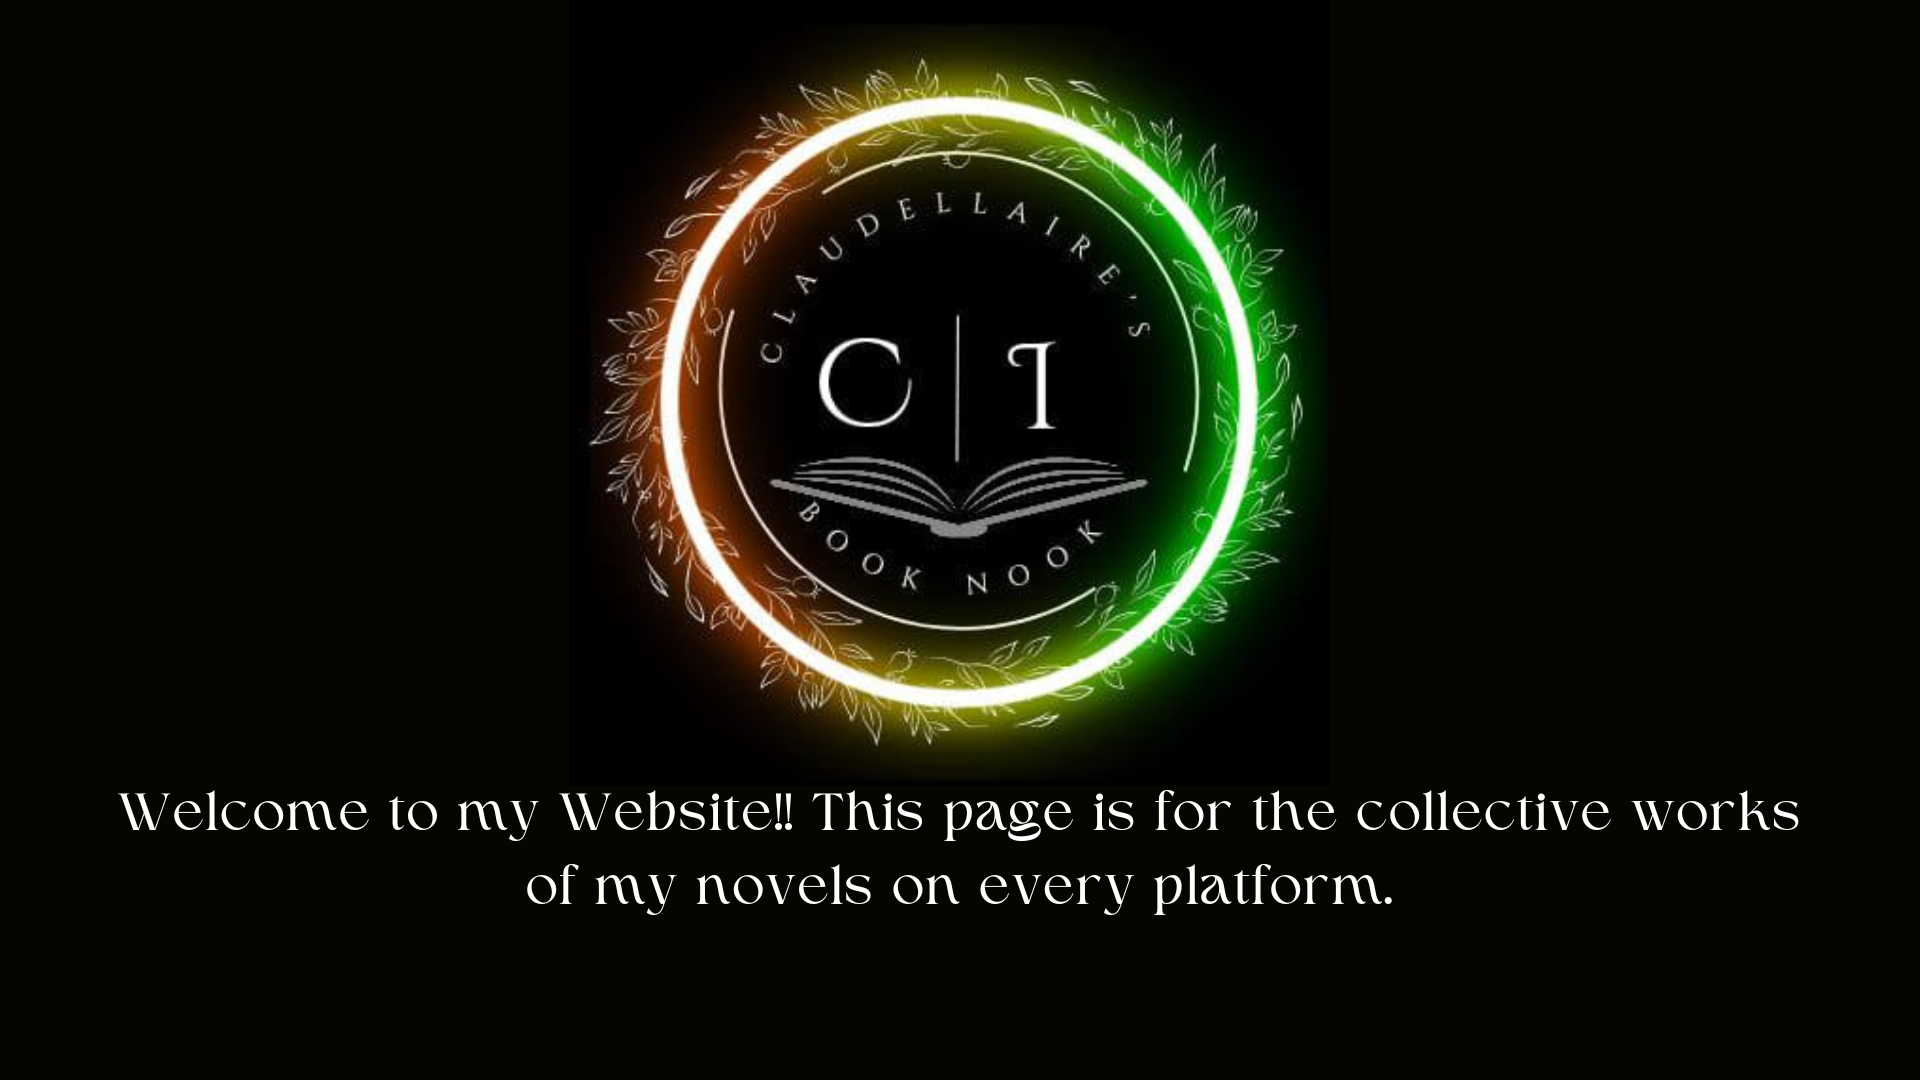 CLAUDELLAIRE'S
C I
BOOK NOOK
Welcome to my Website!! This page is for the collective works
of my novels on every platform.